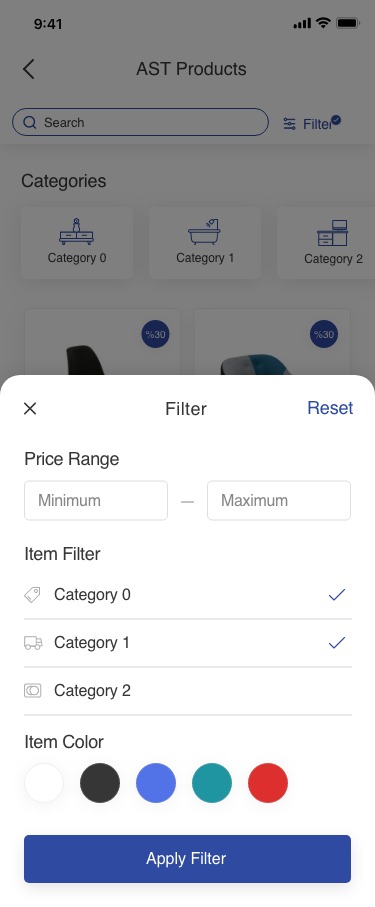 9:41
AST Products
Search
Filter
Categories
Category 0
Category 1
Category 2
%30
%30
Filter
Reset
Price Range
Minimum
—
Maximum
Item Filter
Category 0
Category 1
Category 2
Item Color
Apply Filter